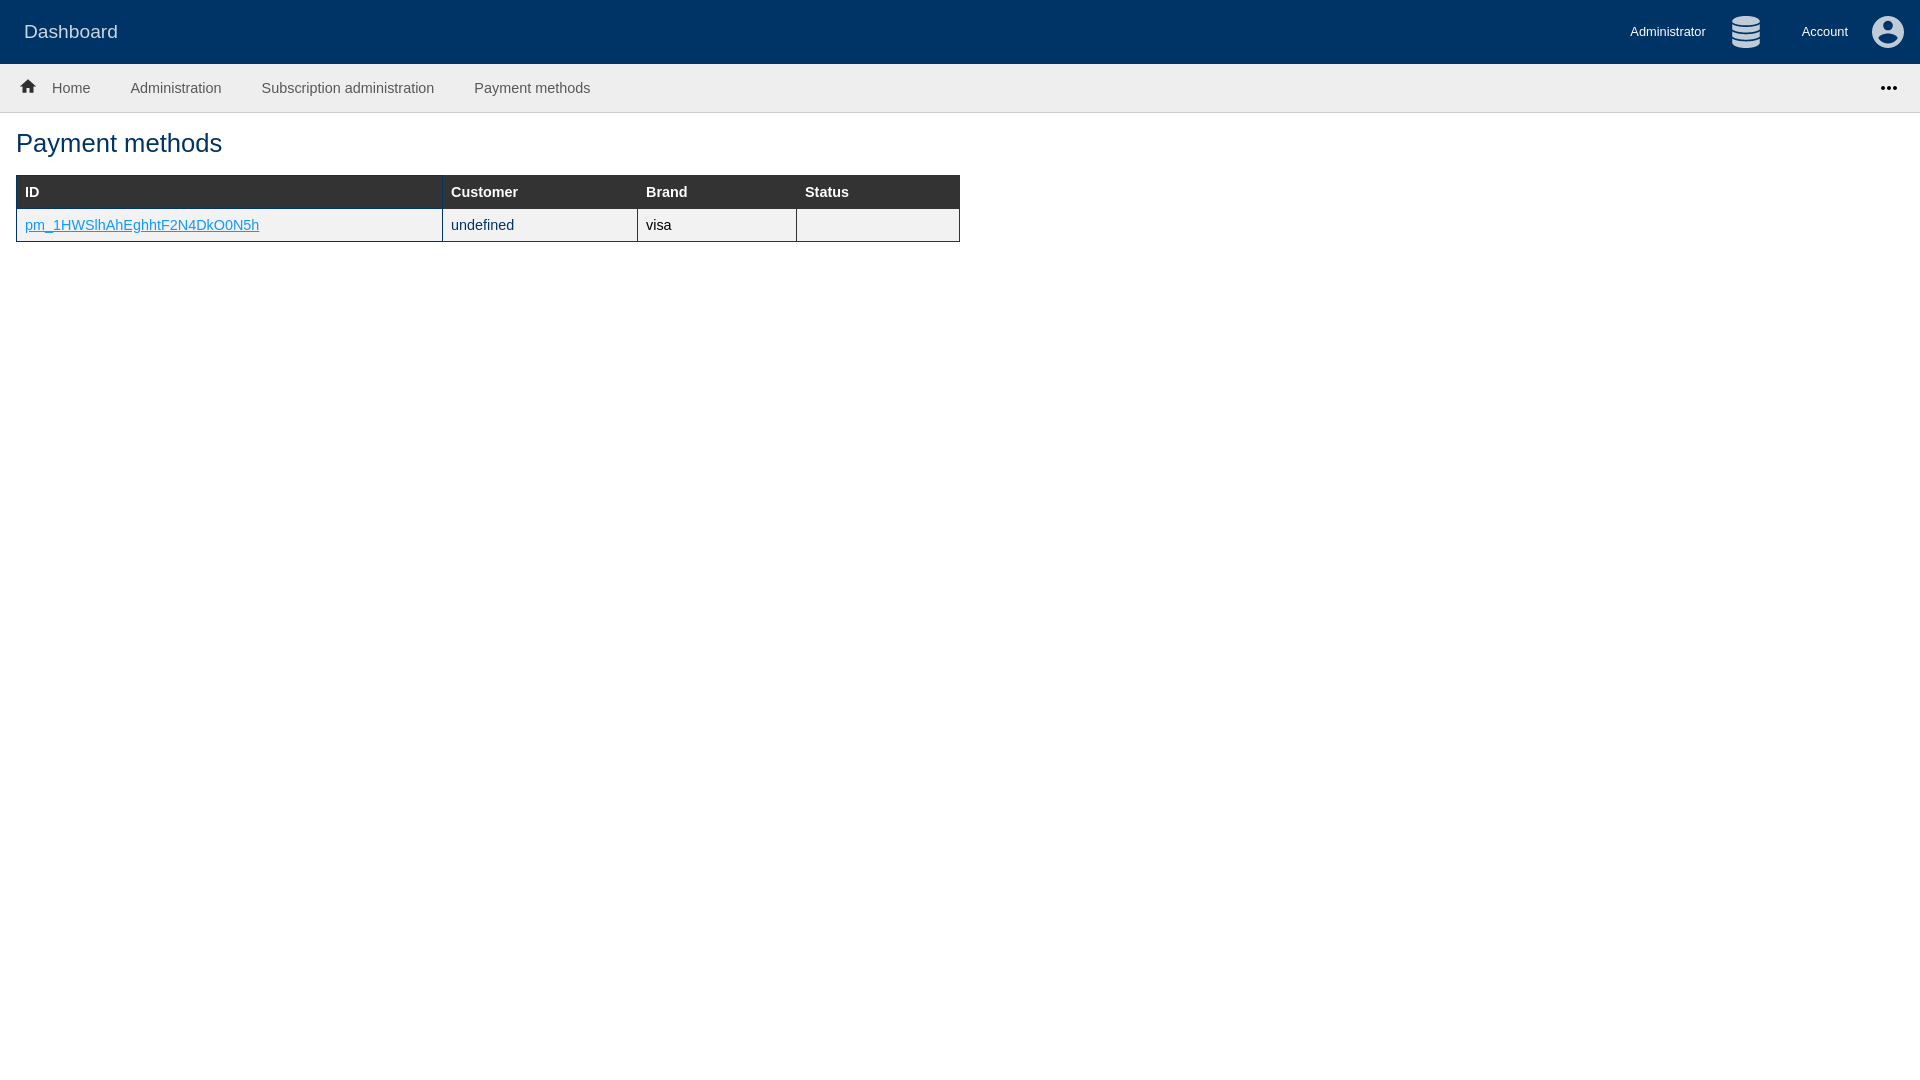 Dashboard
Administrator
Account
Home
Administration
Subscription administration
Payment methods
Payment methods
ID Customer Brand Status
pm_1HWSlhAhEghhtF2N4DkO0N5h undefined visa